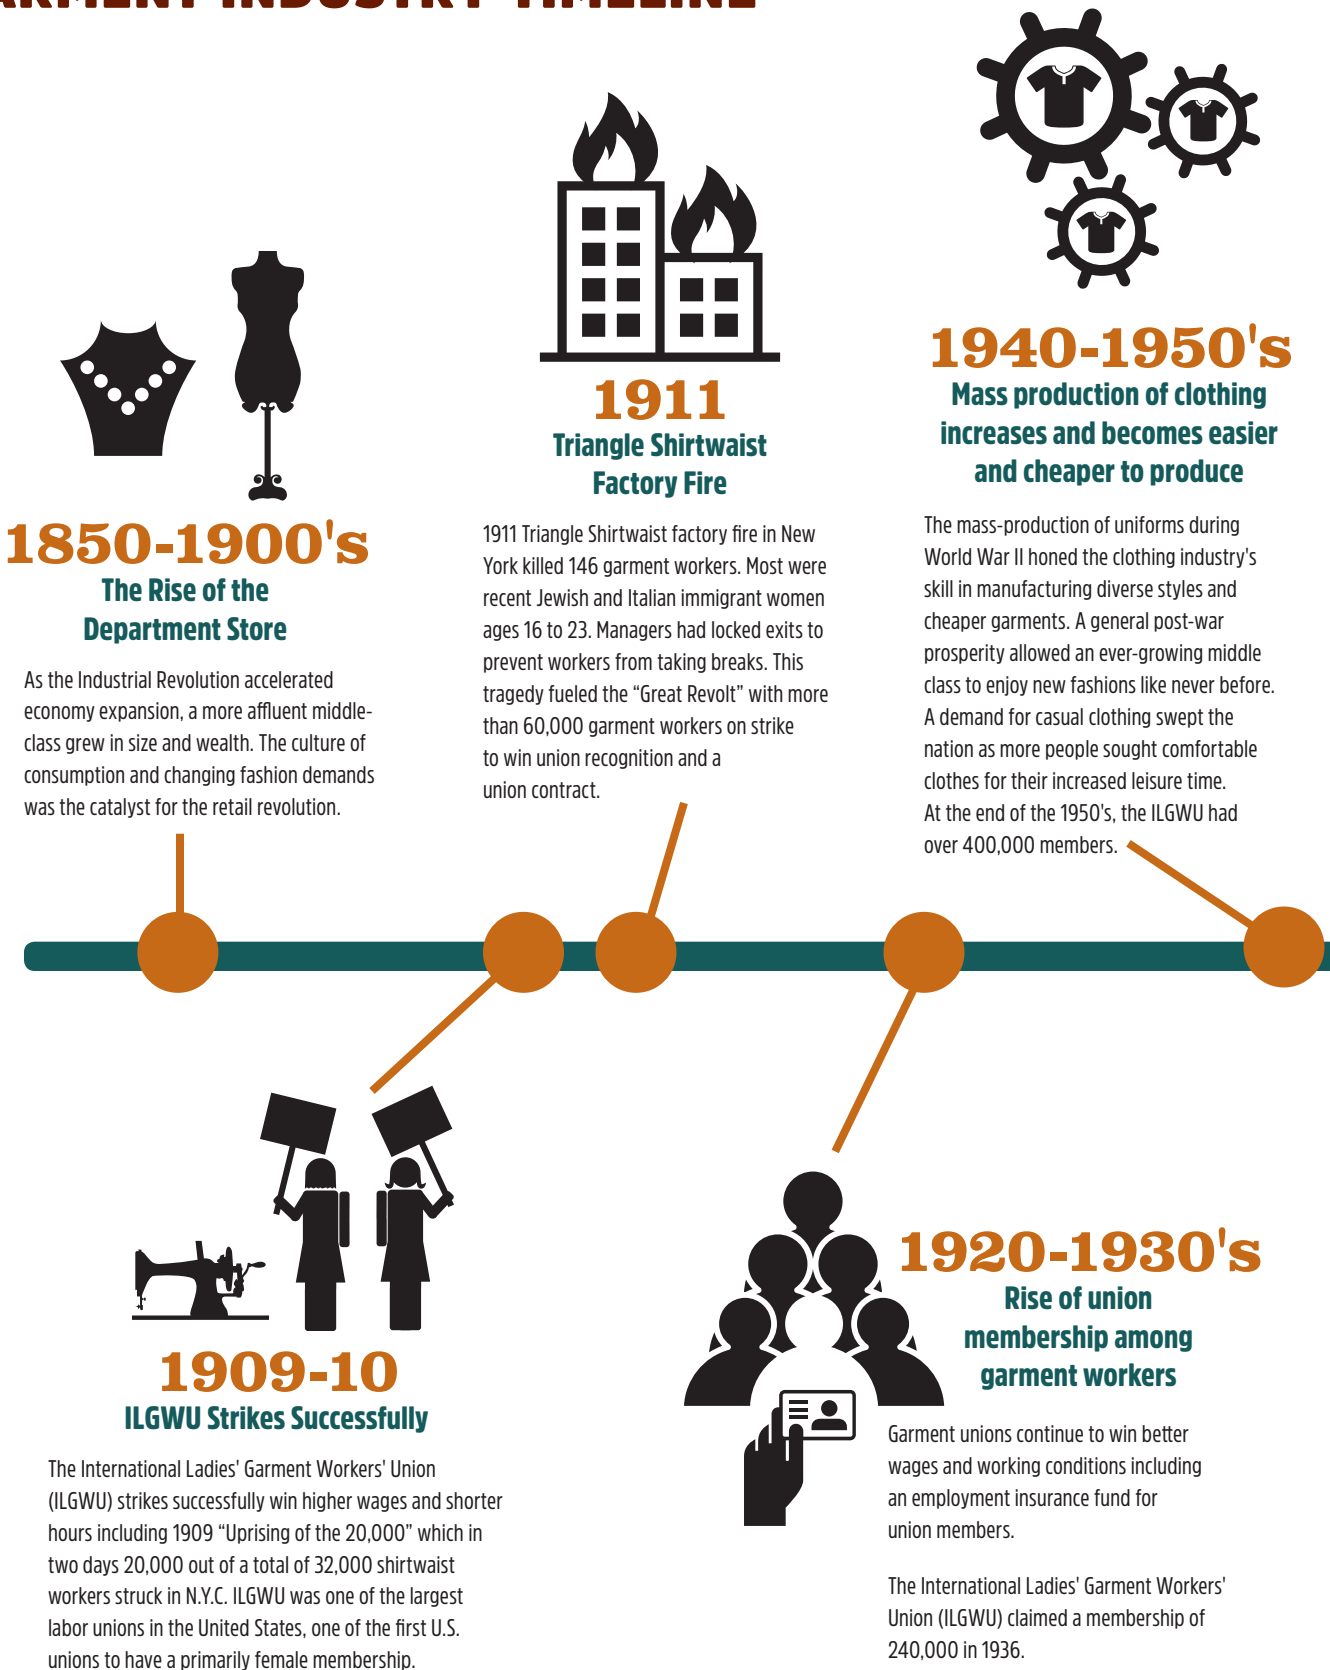 GARMENT INDUSTRY TIMELINE
1850-1900's
The Rise of the
Department Store
As the Industrial Revolution accelerated
economy expansion, a more affluent middle-
class grew in size and wealth. The culture of
consumption and changing fashion demands
was the catalyst for the retail revolution.
1911
Triangle Shirtwaist
Factory Fire
1911 Triangle Shirtwaist factory fire in New
York killed 146 garment workers. Most were
recent Jewish and Italian immigrant women
ages 16 to 23. Managers had locked exits to
prevent workers from taking breaks. This
tragedy fueled the “Great Revolt” with more
than 60,000 garment workers on strike
to win union recognition and a
union contract.
1940-1950's
Mass production of clothing
increases and becomes easier
and cheaper to produce
The mass-production of uniforms during
World War II honed the clothing industry's
skill in manufacturing diverse styles and
cheaper garments. A general post-war
prosperity allowed an ever-growing middle
class to enjoy new fashions like never before.
A demand for casual clothing swept the
nation as more people sought comfortable
clothes for their increased leisure time.
At the end of the 1950's, the ILGWU had
over 400,000 members.
1909-10
ILGWU Strikes Successfully
The International Ladies' Garment Workers' Union
(ILGWU) strikes successfully win higher wages and shorter
hours including 1909 “Uprising of the 20,000” which in
two days 20,000 out of a total of 32,000 shirtwaist
workers struck in N.Y.C. ILGWU was one of the largest
labor unions in the United States, one of the first U.S.
unions to have a primarily female membership.
1920-1930's
Rise of union
membership among
garment workers
Garment unions continue to win better
wages and working conditions including
an employment insurance fund for
union members.
The International Ladies' Garment Workers'
Union (ILGWU) claimed a membership of
240,000 in 1936.